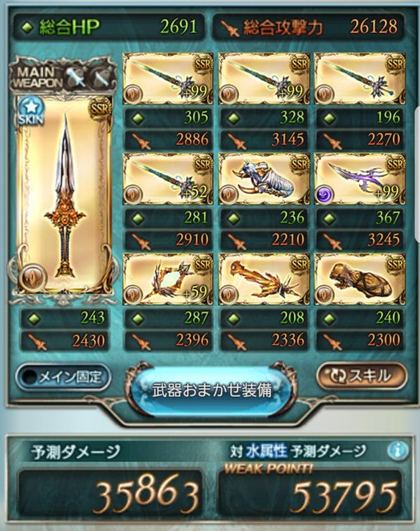 総合HP 2691 総合攻撃力 26128
MAIN WEAPON
SKIN
SSR
SSR +99
SSR +99
SSR +99
305 328 196
2886 3145 2270
SSR +52
SSR
SSR +99
281 236 367
2910 2210 3245
SSR +59
SSR
SSR
243 287 208 240
2430 2396 2336 2300
メイン固定 武器おまかせ装備 スキル
予測ダメージ 対 水属性 予測ダメージ
WEAK POINT!
35863 53795